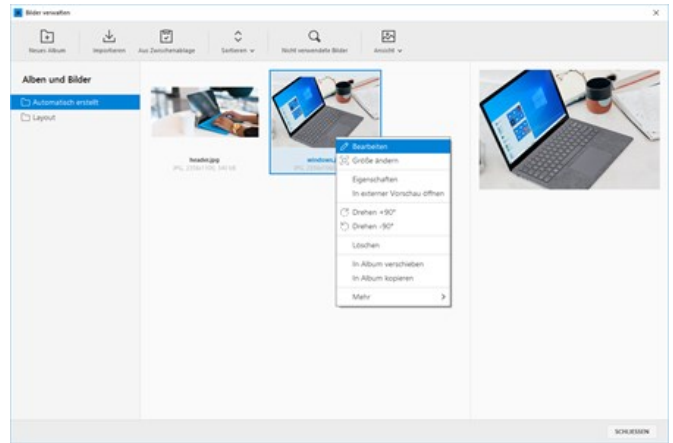 Bilder verwalten
Neues Album
Importieren
Aus Zwischenablage
Sortieren
Nicht verwendete Bilder
Ansicht
Alben und Bilder
Automatisch erstellt
Layout
header.jpg
windows.j
Bearbeiten
Größe ändern
Eigenschaften
In externer Vorschau öffnen
Drehen +90°
Drehen -90°
Löschen
In Album verschieben
In Album kopieren
Mehr
SCHLIESSEN